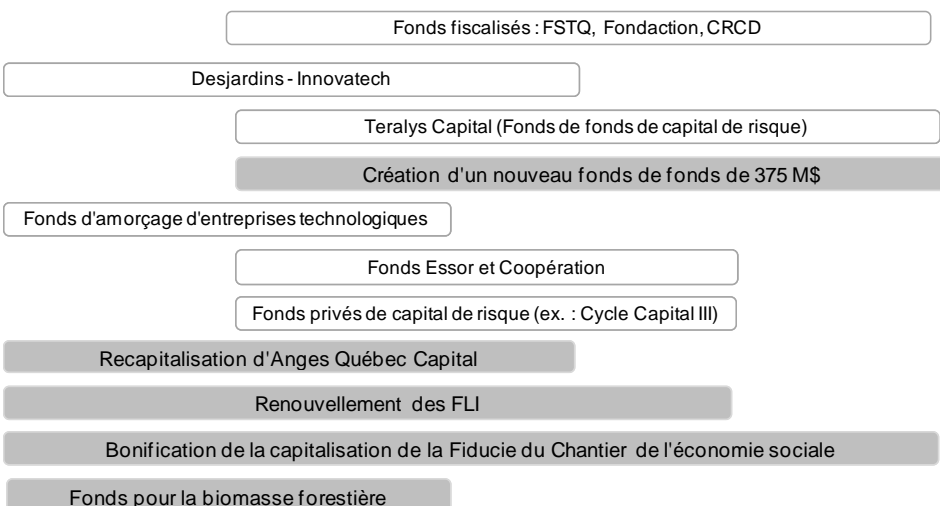 Fonds fiscalisés : FSTQ, Fondaction, CRCD
Desjardins - Innovatech
Teralys Capital (Fonds de fonds de capital de risque)
Création d'un nouveau fonds de fonds de 375 M$
Fonds d'amorçage d'entreprises technologiques
Fonds Essor et Coopération
Fonds privés de capital de risque (ex. : Cycle Capital III)
Recapitalisation d'Anges Québec Capital
Renouvellement des FLI
Bonification de la capitalisation de la Fiducie du Chantier de l'économie sociale
Fonds pour la biomasse forestière